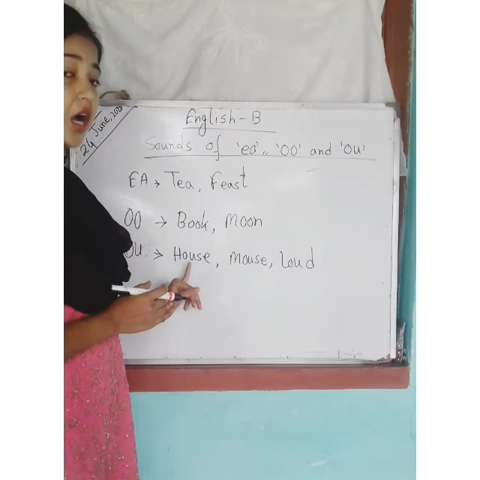 24 June, 20
English-B
Sounds of 'ea', 'OO' and 'OU'
EA → Tea, Feast
OO → Book, Moon
OU → House, Mouse, Loud